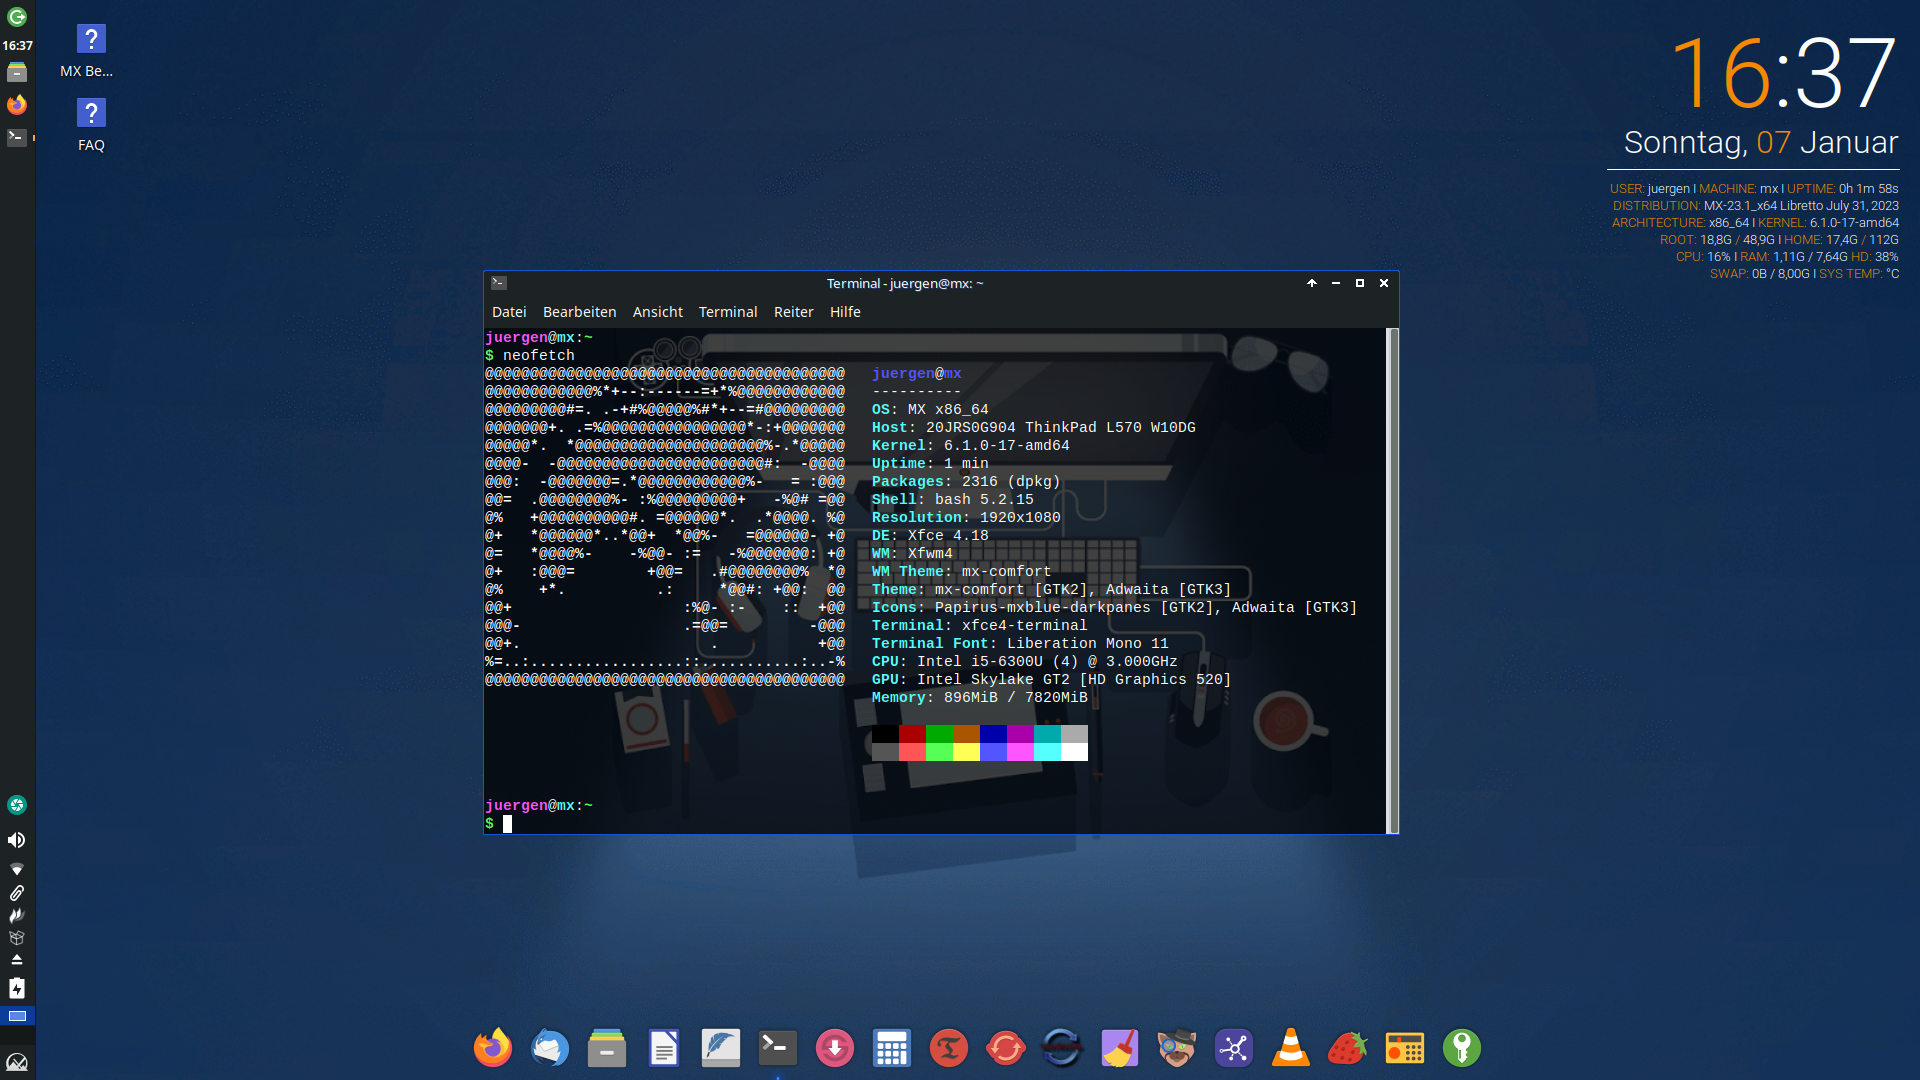 16:37
MX Be...
FAQ
16:37
Sonntag, 07 Januar
USER: juergen I MACHINE: mx I UPTIME: 0h 1m 58s
DISTRIBUTION: MX-23.1_x64 Libretto July 31, 2023
ARCHITECTURE: x86_64 I KERNEL: 6.1.0-17-amd64
ROOT: 18,8G / 48,9G I HOME: 17,4G / 112G
CPU: 16% I RAM: 1,11G / 7,64G HD: 38%
SWAP: 0B / 8,00G I SYS TEMP: °C
Terminal - juergen@mx: ~
Datei Bearbeiten Ansicht Terminal Reiter Hilfe
juergen@mx:~
$ neofetch
juergen@mx
----------
OS: MX x86_64
Host: 20JRS0G904 ThinkPad L570 W10DG
Kernel: 6.1.0-17-amd64
Uptime: 1 min
Packages: 2316 (dpkg)
Shell: bash 5.2.15
Resolution: 1920x1080
DE: Xfce 4.18
WM: Xfwm4
WM Theme: mx-comfort
Theme: mx-comfort [GTK2], Adwaita [GTK3]
Icons: Papirus-mxblue-darkpanes [GTK2], Adwaita [GTK3]
Terminal: xfce4-terminal
Terminal Font: Liberation Mono 11
CPU: Intel i5-6300U (4) @ 3.000GHz
GPU: Intel Skylake GT2 [HD Graphics 520]
Memory: 896MiB / 7820MiB
juergen@mx:~
$